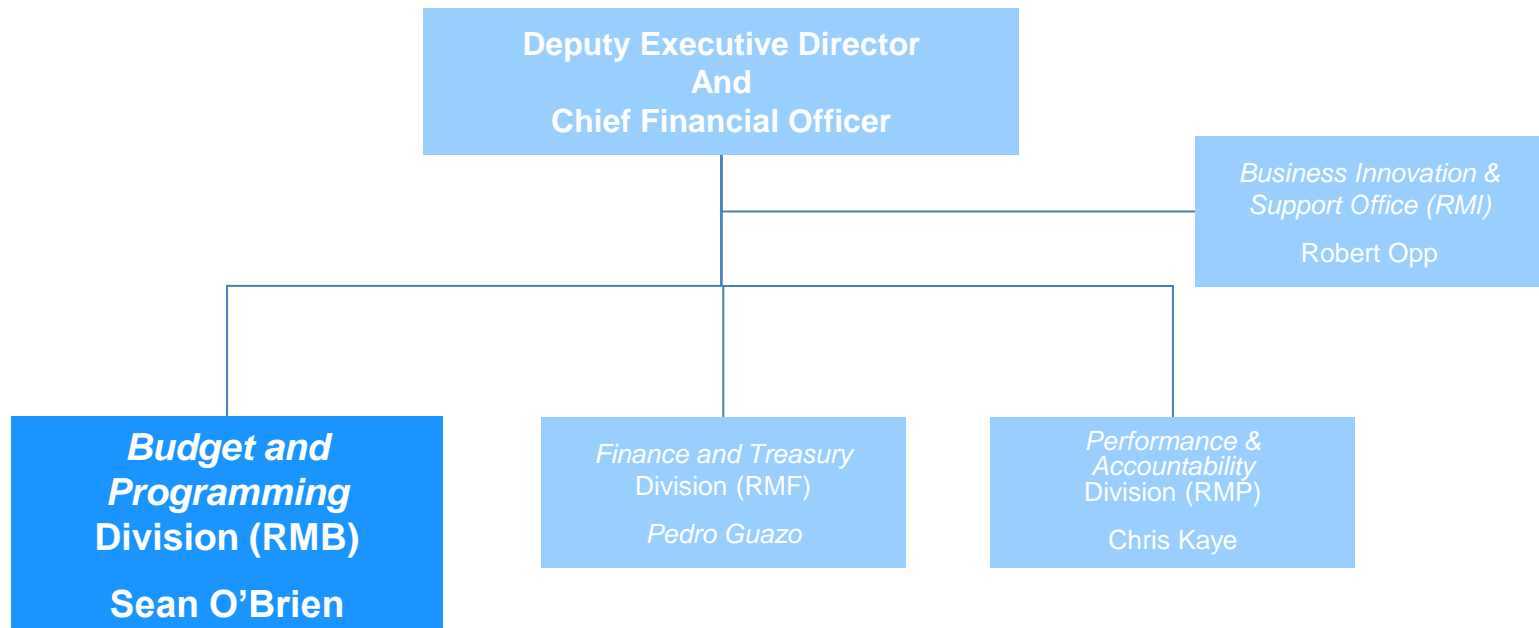 Deputy Executive Director
And
Chief Financial Officer
Business Innovation &
Support Office (RMI)
Robert Opp
Budget and
Programming
Division (RMB)
Sean O’Brien
Finance and Treasury
Division (RMF)
Pedro Guazo
Performance &
Accountability
Division (RMP)
Chris Kaye